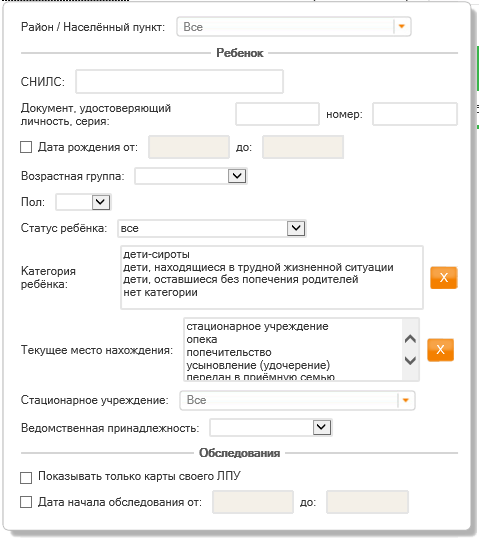 Район / Населённый пункт: Все
Ребенок
СНИЛС:
Документ, удостоверяющий
личность, серия: номер:
Дата рождения от: до:
Возрастная группа:
Пол:
Статус ребёнка: все
Категория
ребёнка:
дети-сироты
дети, находящиеся в трудной жизненной ситуации
дети, оставшиеся без попечения родителей
нет категории
X
Текущее место нахождения:
стационарное учреждение
опека
попечительство
усыновление (удочерение)
передан в приёмную семью
X
Стационарное учреждение: Все
Ведомственная принадлежность:
Обследования
Показывать только карты своего ЛПУ
Дата начала обследования от: до: